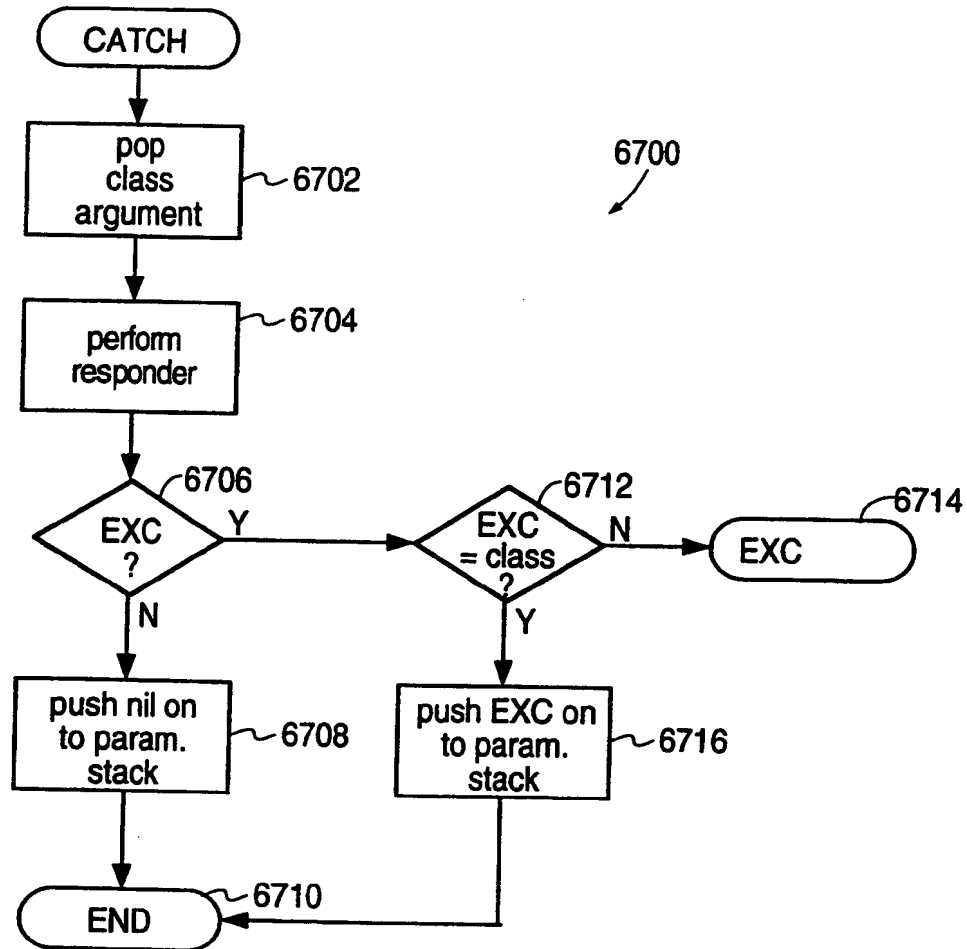 CATCH
pop
class
argument
6702
6700
perform
responder
6704
EXC
?
6706
Y
N
EXC
= class
?
6712
N
Y
EXC
6714
push nil on
to param.
stack
6708
push EXC on
to param.
stack
6716
END
6710